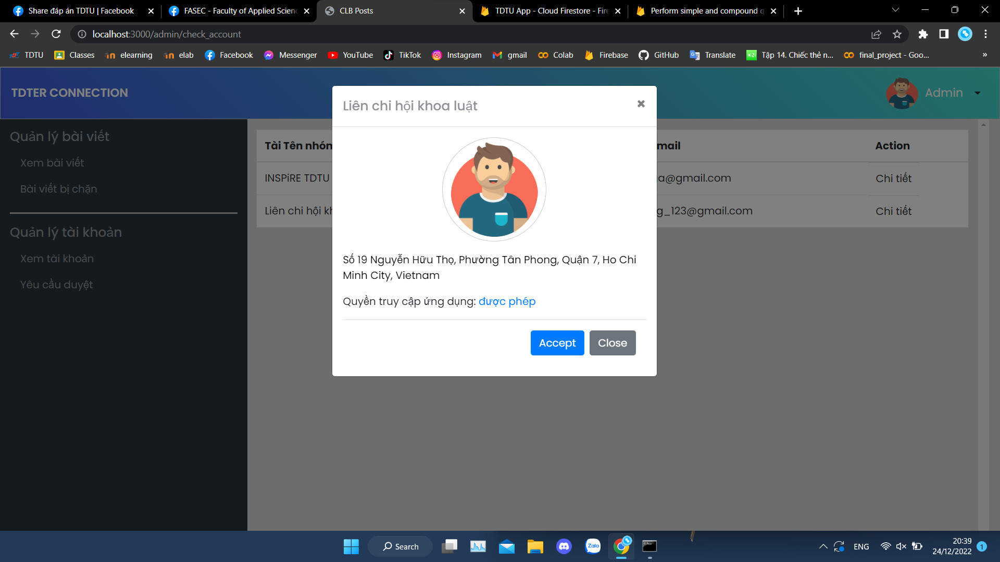 Share đáp án TDTU | Facebook
FASEC - Faculty of Applied Scienc
CLB Posts
TDTU App - Cloud Firestore - Fire
Perform simple and compound q
localhost:3000/admin/check_account
TDTU
Classes
elearning
elab
Facebook
Messenger
YouTube
TikTok
Instagram
gmail
Colab
Firebase
GitHub
Translate
Tập 14. Chiếc thẻ n...
final_project - Goo...
TDTER CONNECTION
Admin
Quản lý bài viết
Xem bài viết
Bài viết bị chặn
Quản lý tài khoản
Xem tài khoản
Yêu cầu duyệt
Tài Tên nhóm
mail
Action
INSPiRE TDTU
a@gmail.com
Chi tiết
Liên chi hội kh
g_123@gmail.com
Chi tiết
Liên chi hội khoa luật
Số 19 Nguyễn Hữu Thọ, Phường Tân Phong, Quận 7, Ho Chi
Minh City, Vietnam
Quyền truy cập ứng dụng: được phép
Accept
Close
Search
Zalo
ENG
20:39
24/12/2022
1